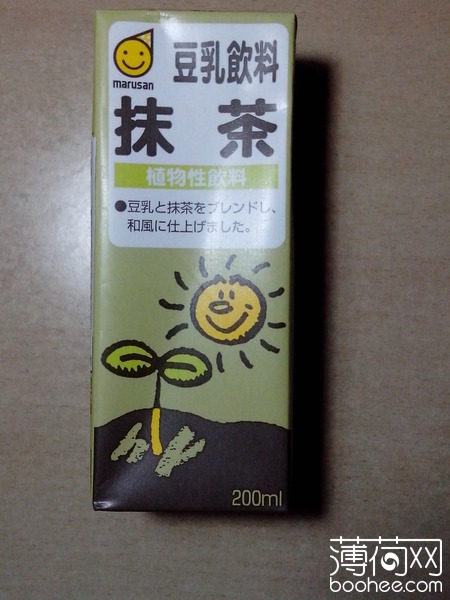 marusan
豆乳飲料
抹茶
植物性飲料
●豆乳と抹茶をブレンドし、
和風に仕上げました。
200ml
薄荷网
boohee.com